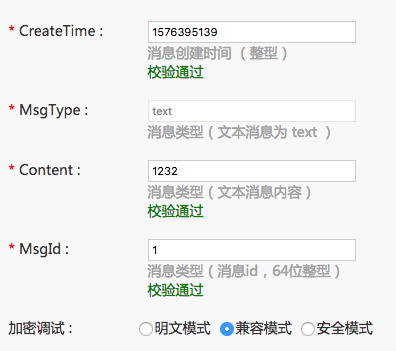 * CreateTime : 1576395139
消息创建时间 （整型 ）
校验通过
* MsgType : text
消息类型（文本消息为 text ）
* Content : 1232
消息类型（文本消息内容）
校验通过
* MsgId : 1
消息类型（消息id，64位整型）
校验通过
加密调试 : 明文模式 兼容模式 安全模式